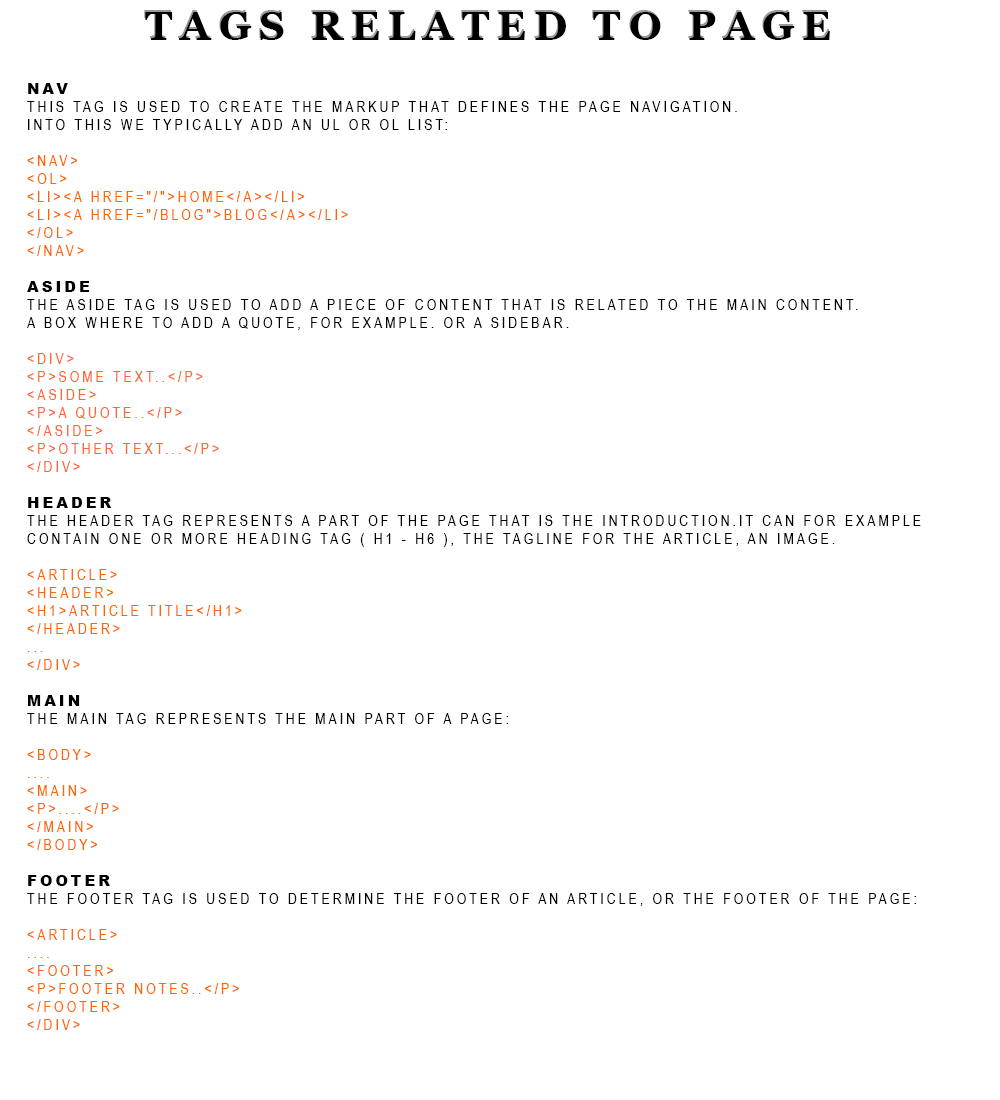 TAGS RELATED TO PAGE
NAV
THIS TAG IS USED TO CREATE THE MARKUP THAT DEFINES THE PAGE NAVIGATION.
INTO THIS WE TYPICALLY ADD AN UL OR OL LIST:
<NAV>
<OL>
<LI><A HREF="/">HOME</A></LI>
<LI><A HREF="/BLOG">BLOG</A></LI>
</OL>
</NAV>
ASIDE
THE ASIDE TAG IS USED TO ADD A PIECE OF CONTENT THAT IS RELATED TO THE MAIN CONTENT.
A BOX WHERE TO ADD A QUOTE, FOR EXAMPLE. OR A SIDEBAR.
<DIV>
<P>SOME TEXT..</P>
<ASIDE>
<P>A QUOTE..</P>
</ASIDE>
<P>OTHER TEXT...</P>
</DIV>
HEADER
THE HEADER TAG REPRESENTS A PART OF THE PAGE THAT IS THE INTRODUCTION.IT CAN FOR EXAMPLE
CONTAIN ONE OR MORE HEADING TAG ( H1 - H6 ), THE TAGLINE FOR THE ARTICLE, AN IMAGE.
<ARTICLE>
<HEADER>
<H1>ARTICLE TITLE</H1>
</HEADER>
...
</DIV>
MAIN
THE MAIN TAG REPRESENTS THE MAIN PART OF A PAGE:
<BODY>
....
<MAIN>
<P>....</P>
</MAIN>
</BODY>
FOOTER
THE FOOTER TAG IS USED TO DETERMINE THE FOOTER OF AN ARTICLE, OR THE FOOTER OF THE PAGE:
<ARTICLE>
....
<FOOTER>
<P>FOOTER NOTES..</P>
</FOOTER>
</DIV>